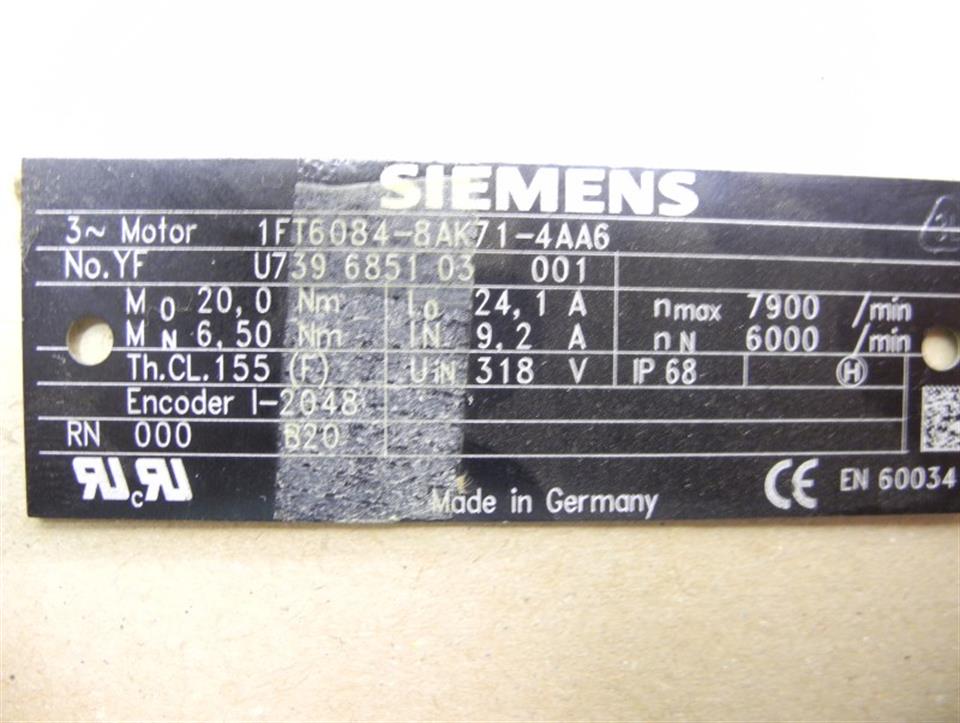 SIEMENS
3~ Motor 1FT6084-8AK71-4AA6
No.YF U739 6851 03 001
M0 20,0 Nm I0 24,1 A nmax 7900 /min
MN 6,50 Nm IN 9,2 A nN 6000 /min
Th.CL.155 (F) UiN 318 V IP 68 H
Encoder I-2048
RN 000 B20
RU cRU Made in Germany CE EN 60034